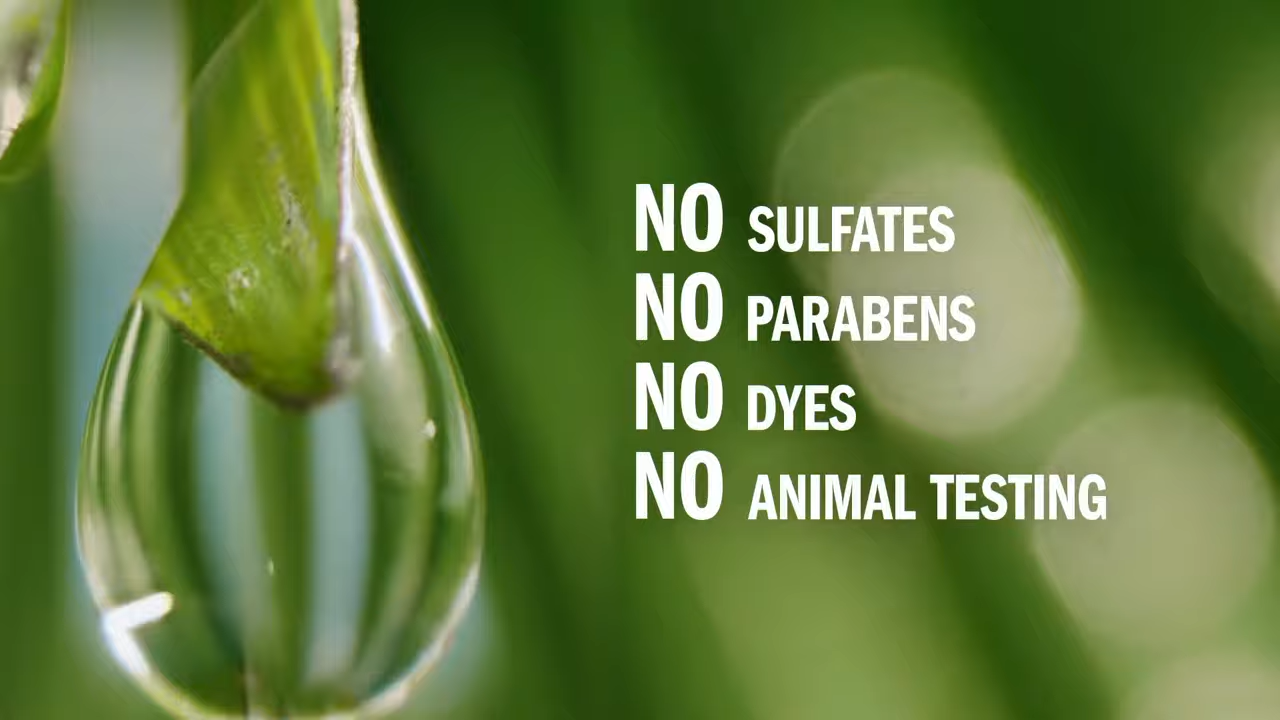 NO SULFATES
NO PARABENS
NO DYES
NO ANIMAL TESTING